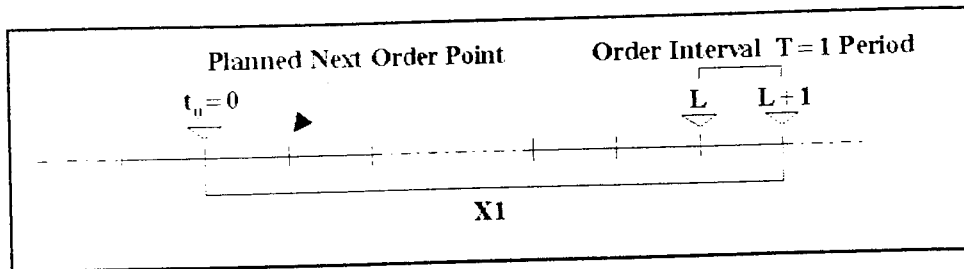 Planned Next Order Point
Order Interval T = 1 Period
t₀ = 0
L
L + 1
X1